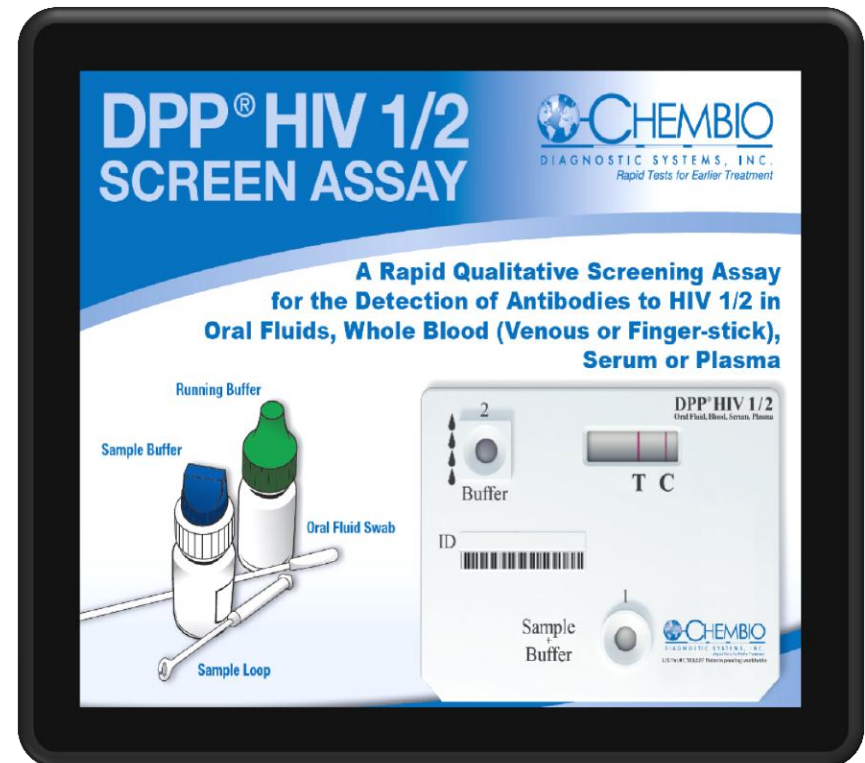 DPP® HIV 1/2
SCREEN ASSAY
CHEMBIO
DIAGNOSTIC SYSTEMS, INC.
Rapid Tests for Earlier Treatment
A Rapid Qualitative Screening Assay
for the Detection of Antibodies to HIV 1/2 in
Oral Fluids, Whole Blood (Venous or Finger-stick),
Serum or Plasma
Running Buffer
Sample Buffer
Oral Fluid Swab
Sample Loop
DPP® HIV 1/2
Oral Fluid, Blood, Serum, Plasma
2
Buffer
T C
ID
1
Sample
+
Buffer
CHEMBIO
DIAGNOSTIC SYSTEMS, INC.